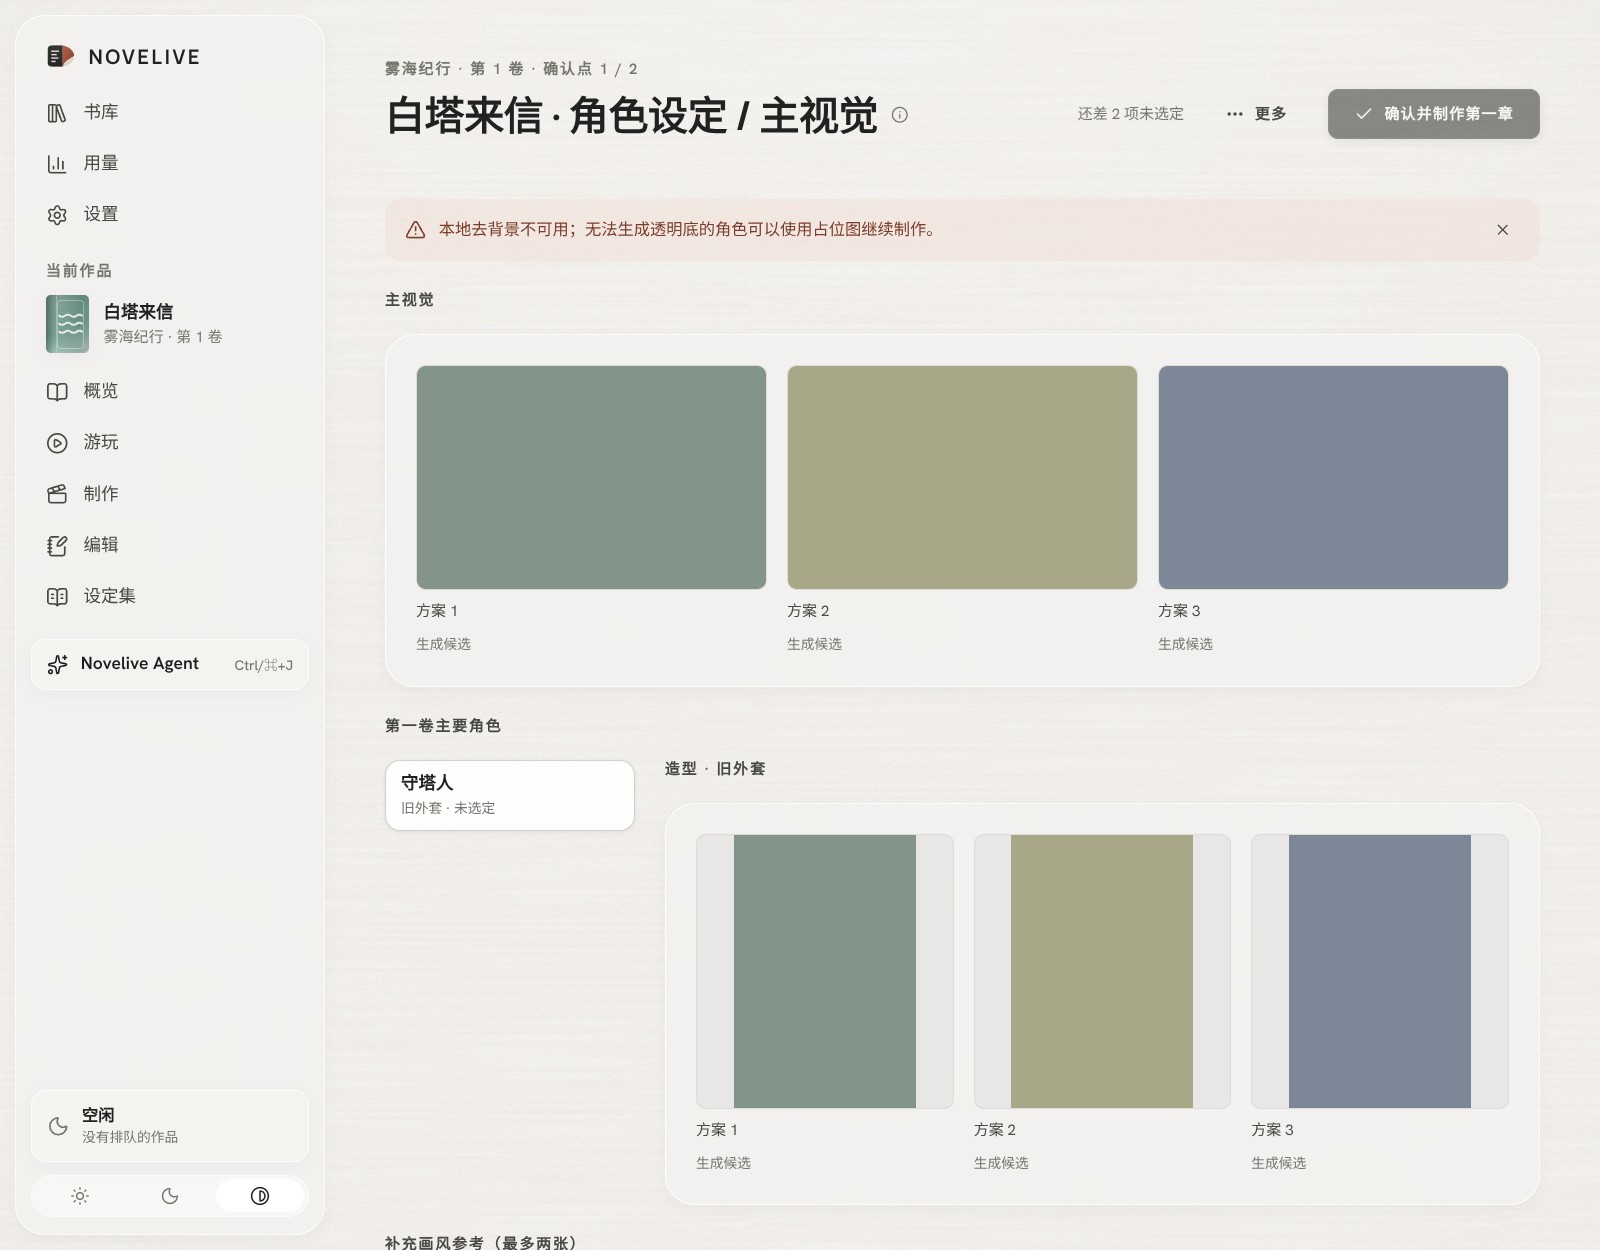 NOVELIVE
书库
用量
设置
当前作品
白塔来信
雾海纪行 · 第 1 卷
概览
游玩
制作
编辑
设定集
Novelive Agent
Ctrl/⌘+J
空闲
没有排队的作品
雾海纪行 · 第 1 卷 · 确认点 1 / 2
白塔来信 · 角色设定 / 主视觉
还差 2 项未选定
更多
确认并制作第一章
本地去背景不可用；无法生成透明底的角色可以使用占位图继续制作。
主视觉
方案 1
生成候选
方案 2
生成候选
方案 3
生成候选
第一卷主要角色
守塔人
旧外套 · 未选定
造型 · 旧外套
方案 1
生成候选
方案 2
生成候选
方案 3
生成候选
补充画风参考（最多两张）